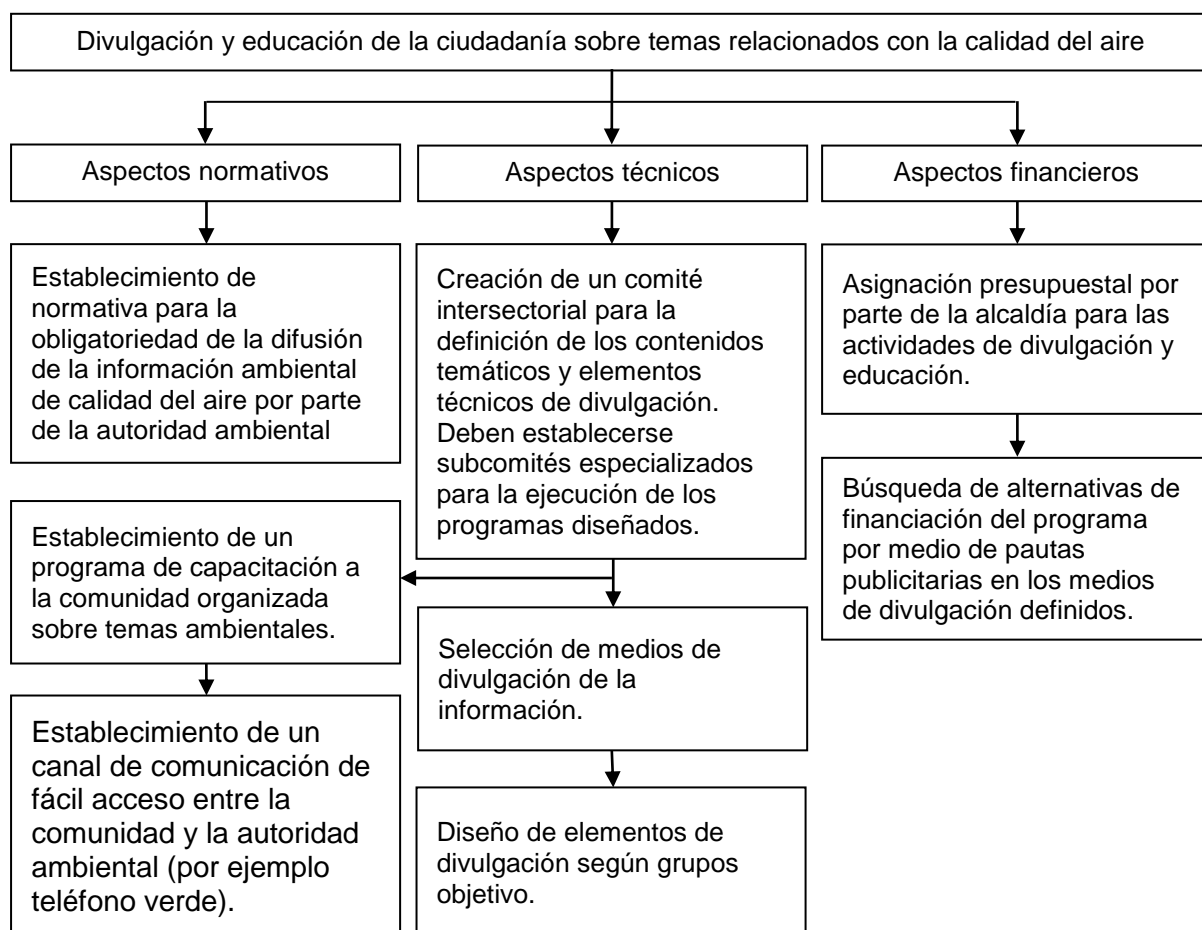 Divulgación y educación de la ciudadanía sobre temas relacionados con la calidad del aire
Aspectos normativos
Aspectos técnicos
Aspectos financieros
Establecimiento de
normativa para la
obligatoriedad de la difusión
de la información ambiental
de calidad del aire por parte
de la autoridad ambiental
Creación de un comité
intersectorial para la
definición de los contenidos
temáticos y elementos
técnicos de divulgación.
Deben establecerse
subcomités especializados
para la ejecución de los
programas diseñados.
Asignación presupuestal por
parte de la alcaldía para las
actividades de divulgación y
educación.
Búsqueda de alternativas de
financiación del programa
por medio de pautas
publicitarias en los medios
de divulgación definidos.
Establecimiento de un
programa de capacitación a
la comunidad organizada
sobre temas ambientales.
Selección de medios de
divulgación de la
información.
Establecimiento de un
canal de comunicación de
fácil acceso entre la
comunidad y la autoridad
ambiental (por ejemplo
teléfono verde).
Diseño de elementos de
divulgación según grupos
objetivo.